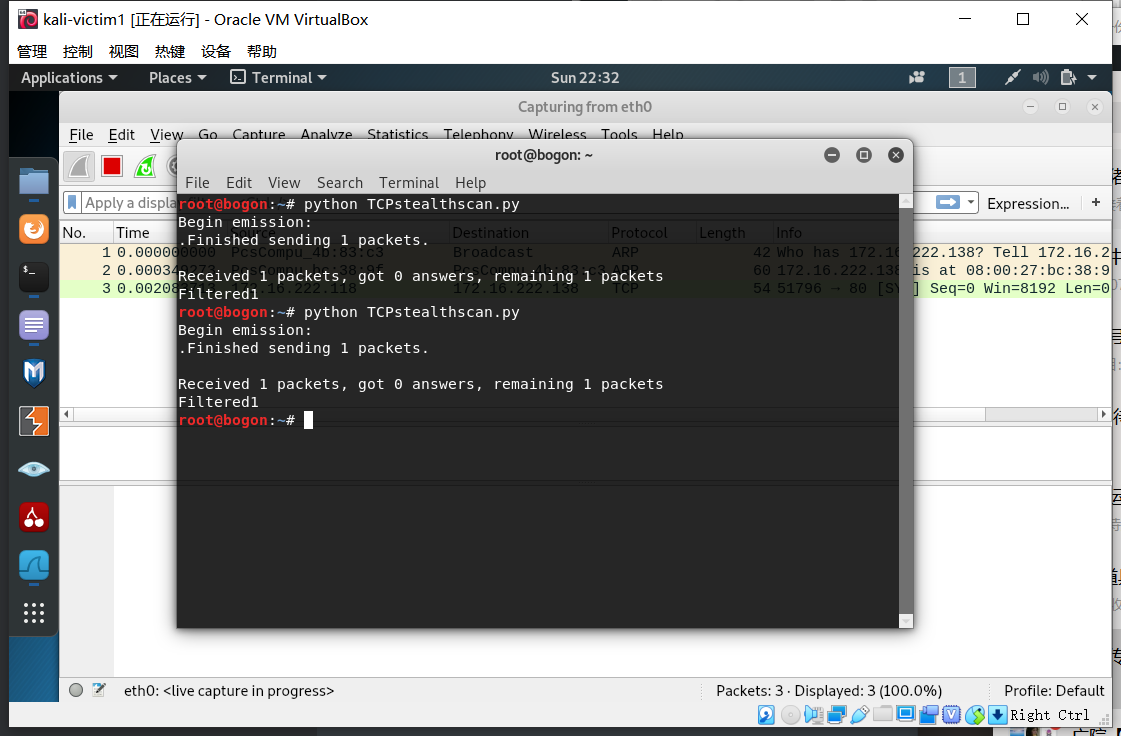 kali-victim1 [正在运行] - Oracle VM VirtualBox
管理 控制 视图 热键 设备 帮助
Applications Places Terminal Sun 22:32 1
Capturing from eth0
File Edit View Go Capture Analyze Statistics Telephony Wireless Tools Help
root@bogon: ~
File Edit View Search Terminal Help
Apply a displa Expression... +
root@bogon:~# python TCPstealthscan.py
Begin emission:
.Finished sending 1 packets.
Received 1 packets, got 0 answers, remaining 1 packets
Filtered1
root@bogon:~# python TCPstealthscan.py
Begin emission:
.Finished sending 1 packets.
Received 1 packets, got 0 answers, remaining 1 packets
Filtered1
root@bogon:~#
No. Time Source Destination Protocol Length Info
1 0.000000000 PcsCompu_4b:83:c3 Broadcast ARP 42 Who has 172.16.222.138? Tell 172.16.2
2 PcsCompu_bc:38:9f PcsCompu_4b:83:c3 ARP 60 172.16.222.138 is at 08:00:27:bc:38:9
3 172.16.222.118 172.16.222.138 TCP 54 51796 → 80 [SY ] Seq=0 Win=8192 Len=0
eth0: <live capture in progress> Packets: 3 · Displayed: 3 (100.0%) Profile: Default
Right Ctrl